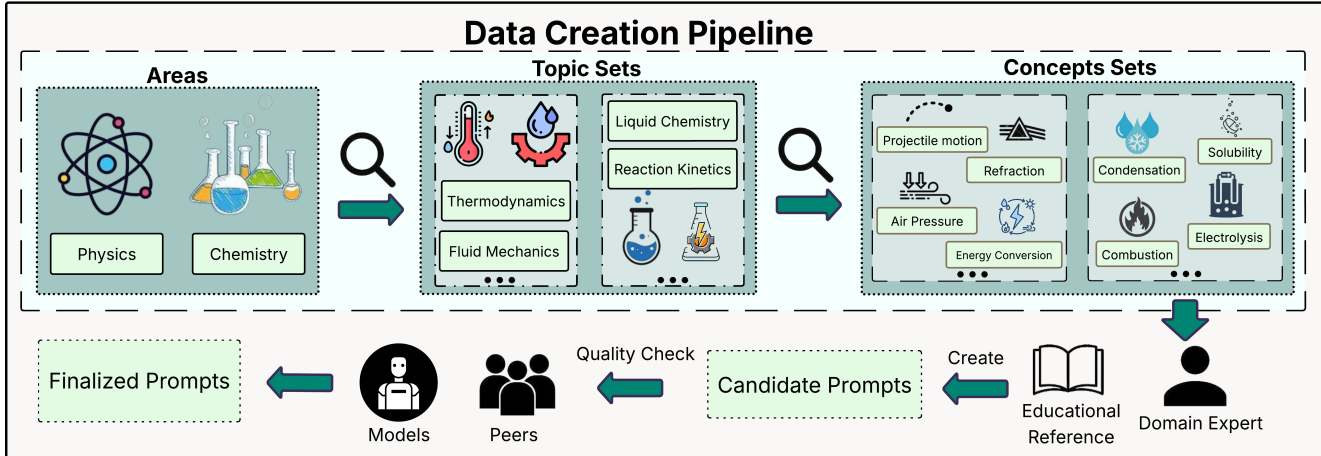 Data Creation Pipeline
Areas
Physics
Chemistry
Topic Sets
Thermodynamics
Fluid Mechanics
Liquid Chemistry
Reaction Kinetics
Concepts Sets
Projectile motion
Refraction
Air Pressure
Energy Conversion
Condensation
Solubility
Combustion
Electrolysis
Domain Expert
Educational
Reference
Create
Candidate Prompts
Quality Check
Peers
Models
Finalized Prompts